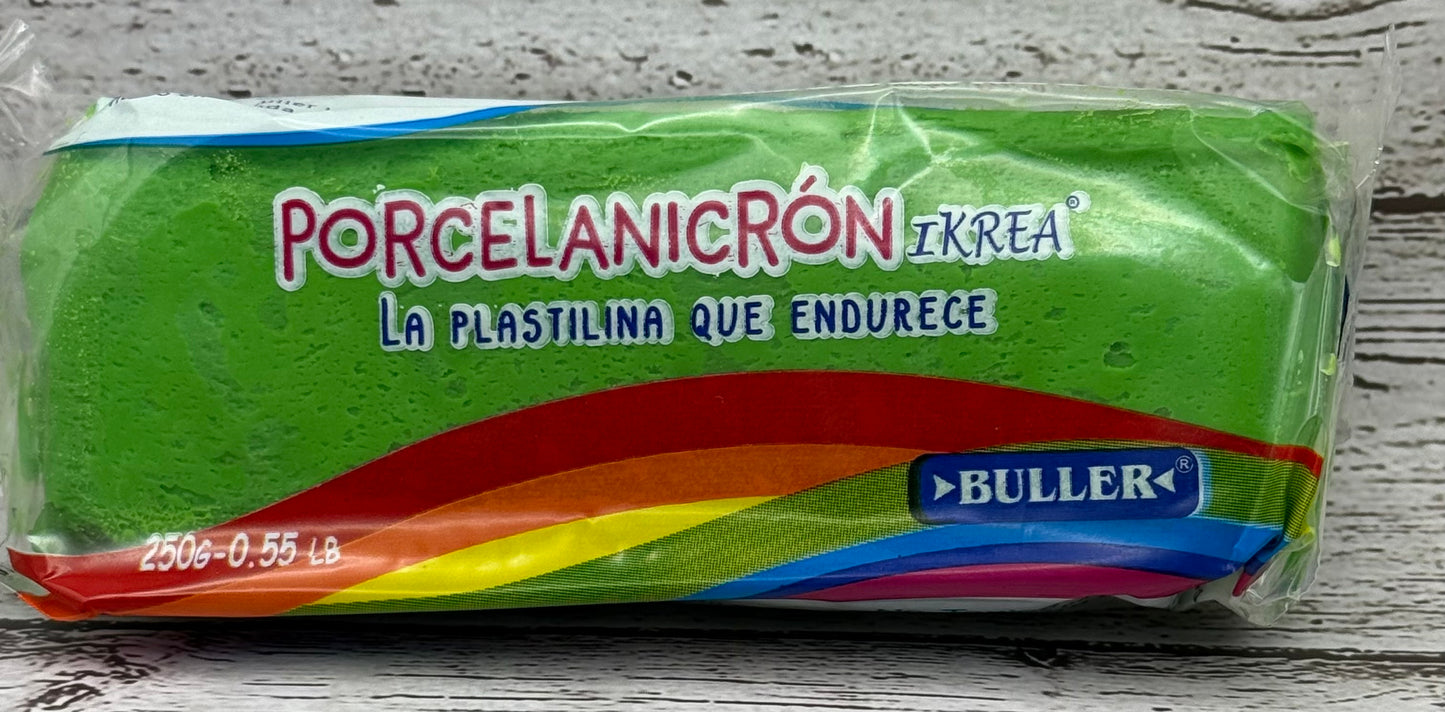 PORCELANICRÓN IKREA®
LA PLASTILINA QUE ENDURECE
BULLER®
250G-0.55 LB